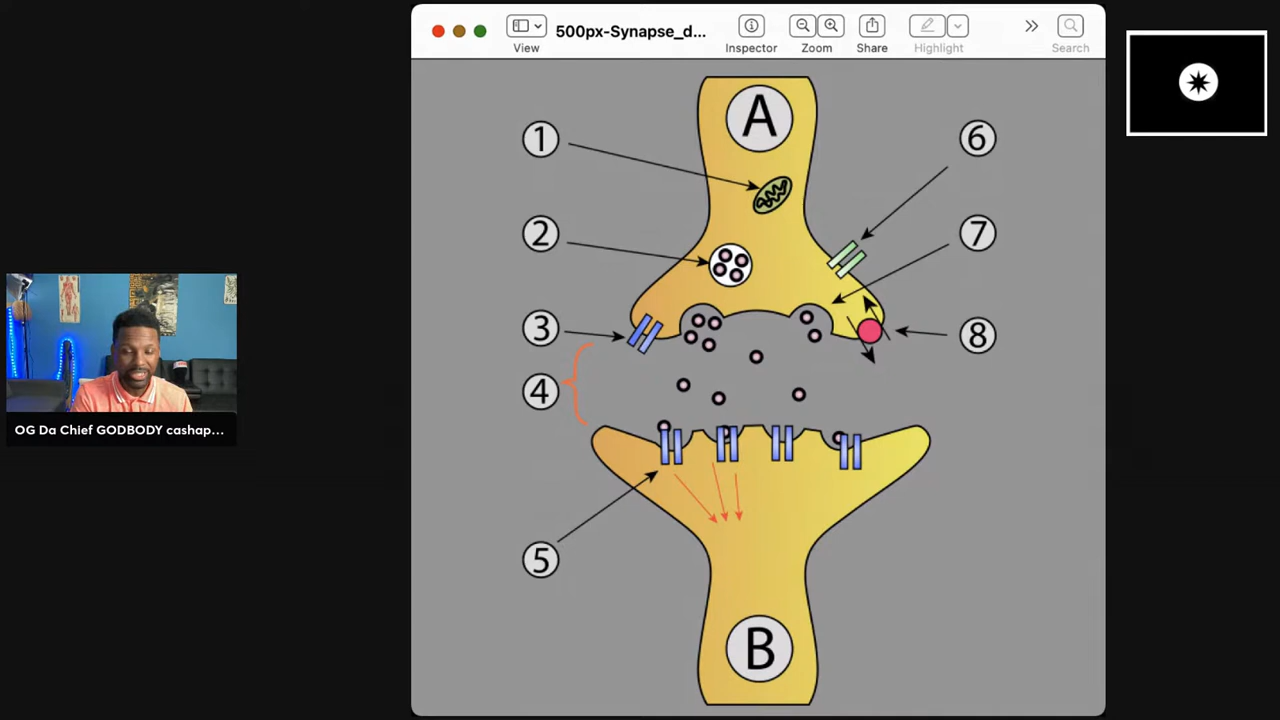 500px-Synapse_d...
View
Inspector
Zoom
Share
Highlight
Search
A
1
6
2
7
3
8
4
5
B
OG Da Chief GODBODY cashap...